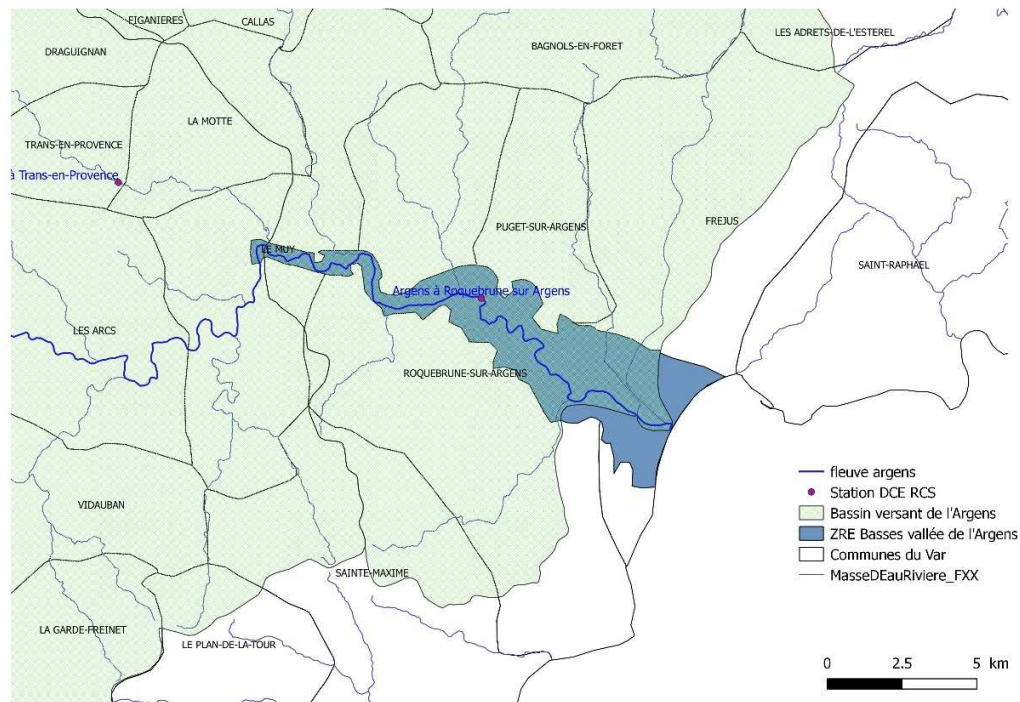 FIGANIERES
CALLAS
LES ADRETS-DE-L'ESTEREL
DRAGUIGNAN
BAGNOLS-EN-FORET
LA MOTTE
TRANS-EN-PROVENCE
à Trans-en-Provence
PUGET-SUR-ARGENS
FREJUS
LE MUY
SAINT-RAPHAEL
Argens à Roquebrune sur Argens
LES ARCS
ROQUEBRUNE-SUR-ARGENS
fleuve argens
Station DCE RCS
VIDAUBAN
Bassin versant de l'Argens
ZRE Basses vallée de l'Argens
Communes du Var
SAINTE-MAXIME
MasseDEauRiviere_FXX
LA GARDE-FREINET
LE PLAN-DE-LA-TOUR
0 2.5 5 km